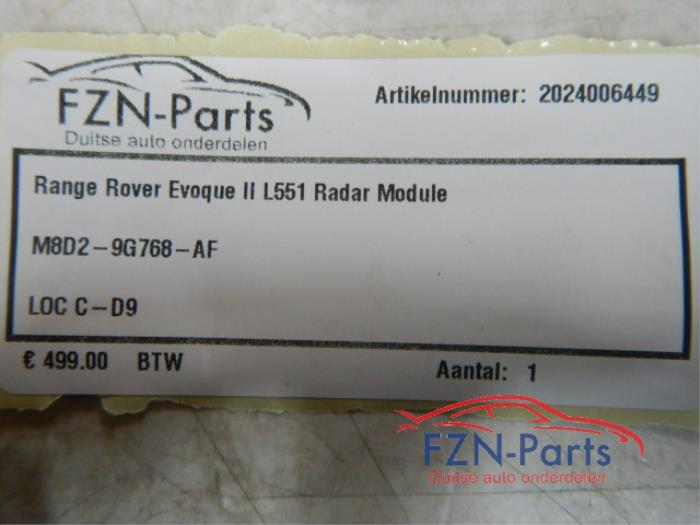 FZN-Parts
Duitse auto onderdelen
Artikelnummer: 2024006449
Range Rover Evoque Ii L551 Radar Module
M8D2-9G768-AF
LOC C-D9
€ 499.00 BTW
Aantal: 1
FZN-Parts
Duitse auto onderdelen